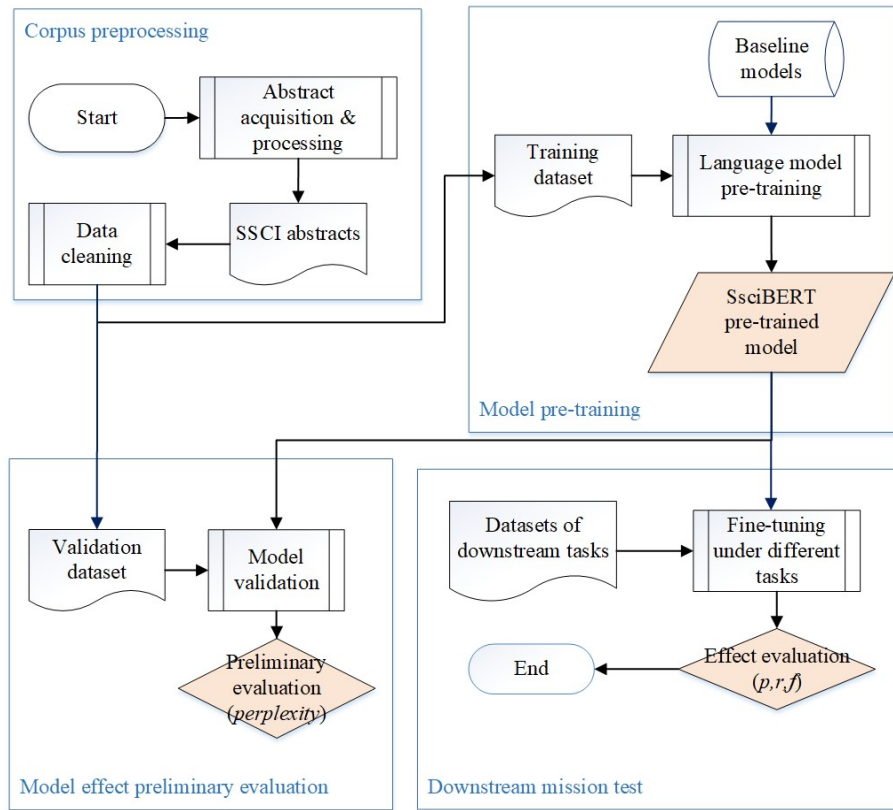 Corpus preprocessing
Start
Abstract
acquisition &
processing
Data
cleaning
SSCI abstracts
Baseline
models
Training
dataset
Language model
pre-training
SsciBERT
pre-trained
model
Model pre-training
Validation
dataset
Model
validation
Preliminary
evaluation
(perplexity)
Model effect preliminary evaluation
Datasets of
downstream tasks
Fine-tuning
under different
tasks
End
Effect evaluation
(p,r,f)
Downstream mission test